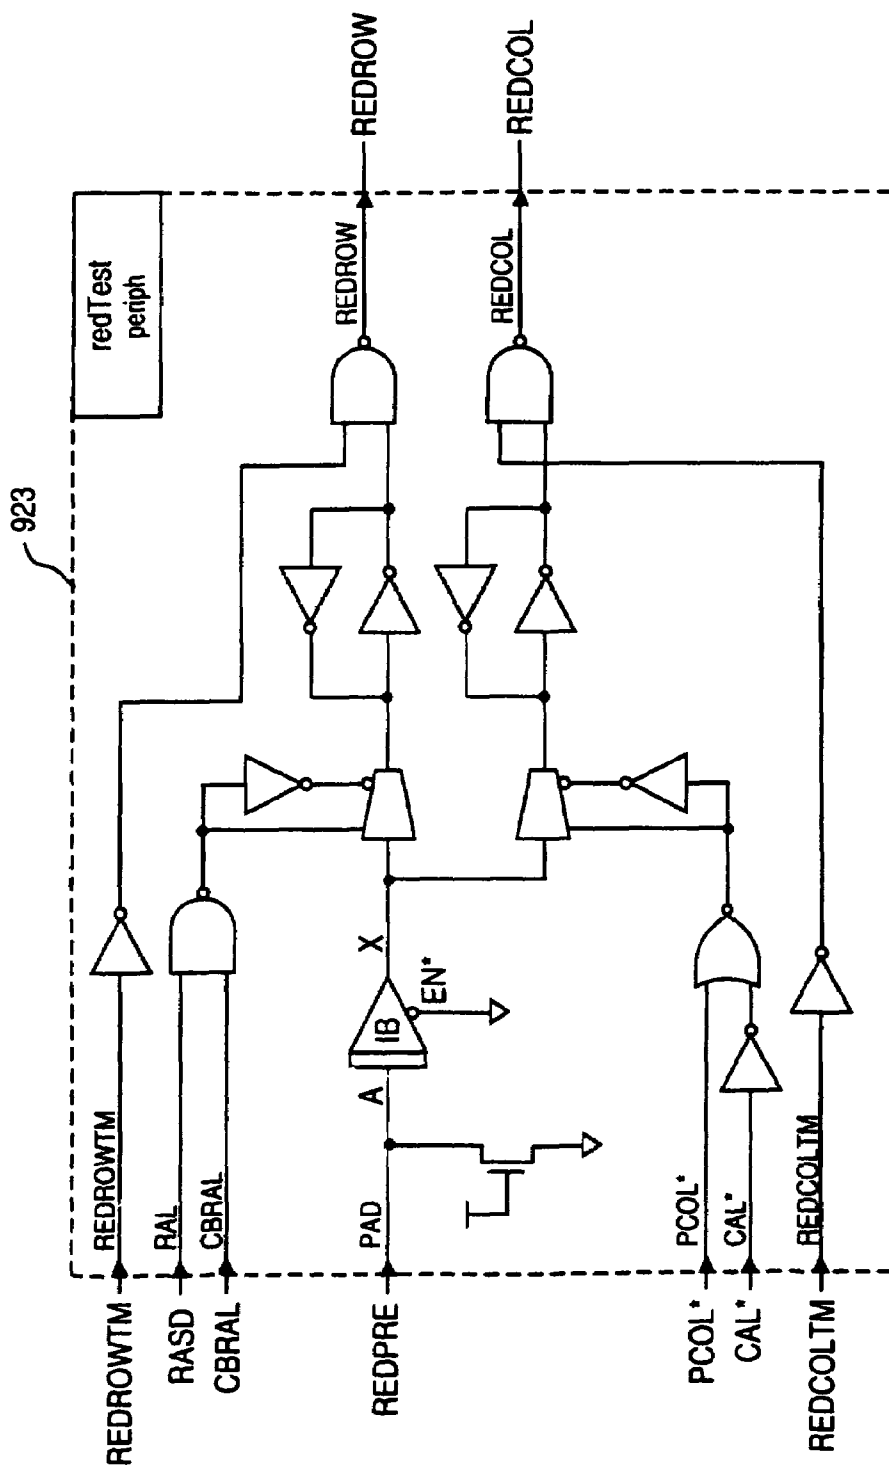 923
redTest
periph
REDROWTM
REDROWTM
RASD
RAL
CBRAL
CBRAL
REDPRE
PAD
A
IB
X
EN*
PCOL*
PCOL*
CAL*
CAL*
REDCOLTM
REDCOLTM
REDROW
REDROW
REDCOL
REDCOL